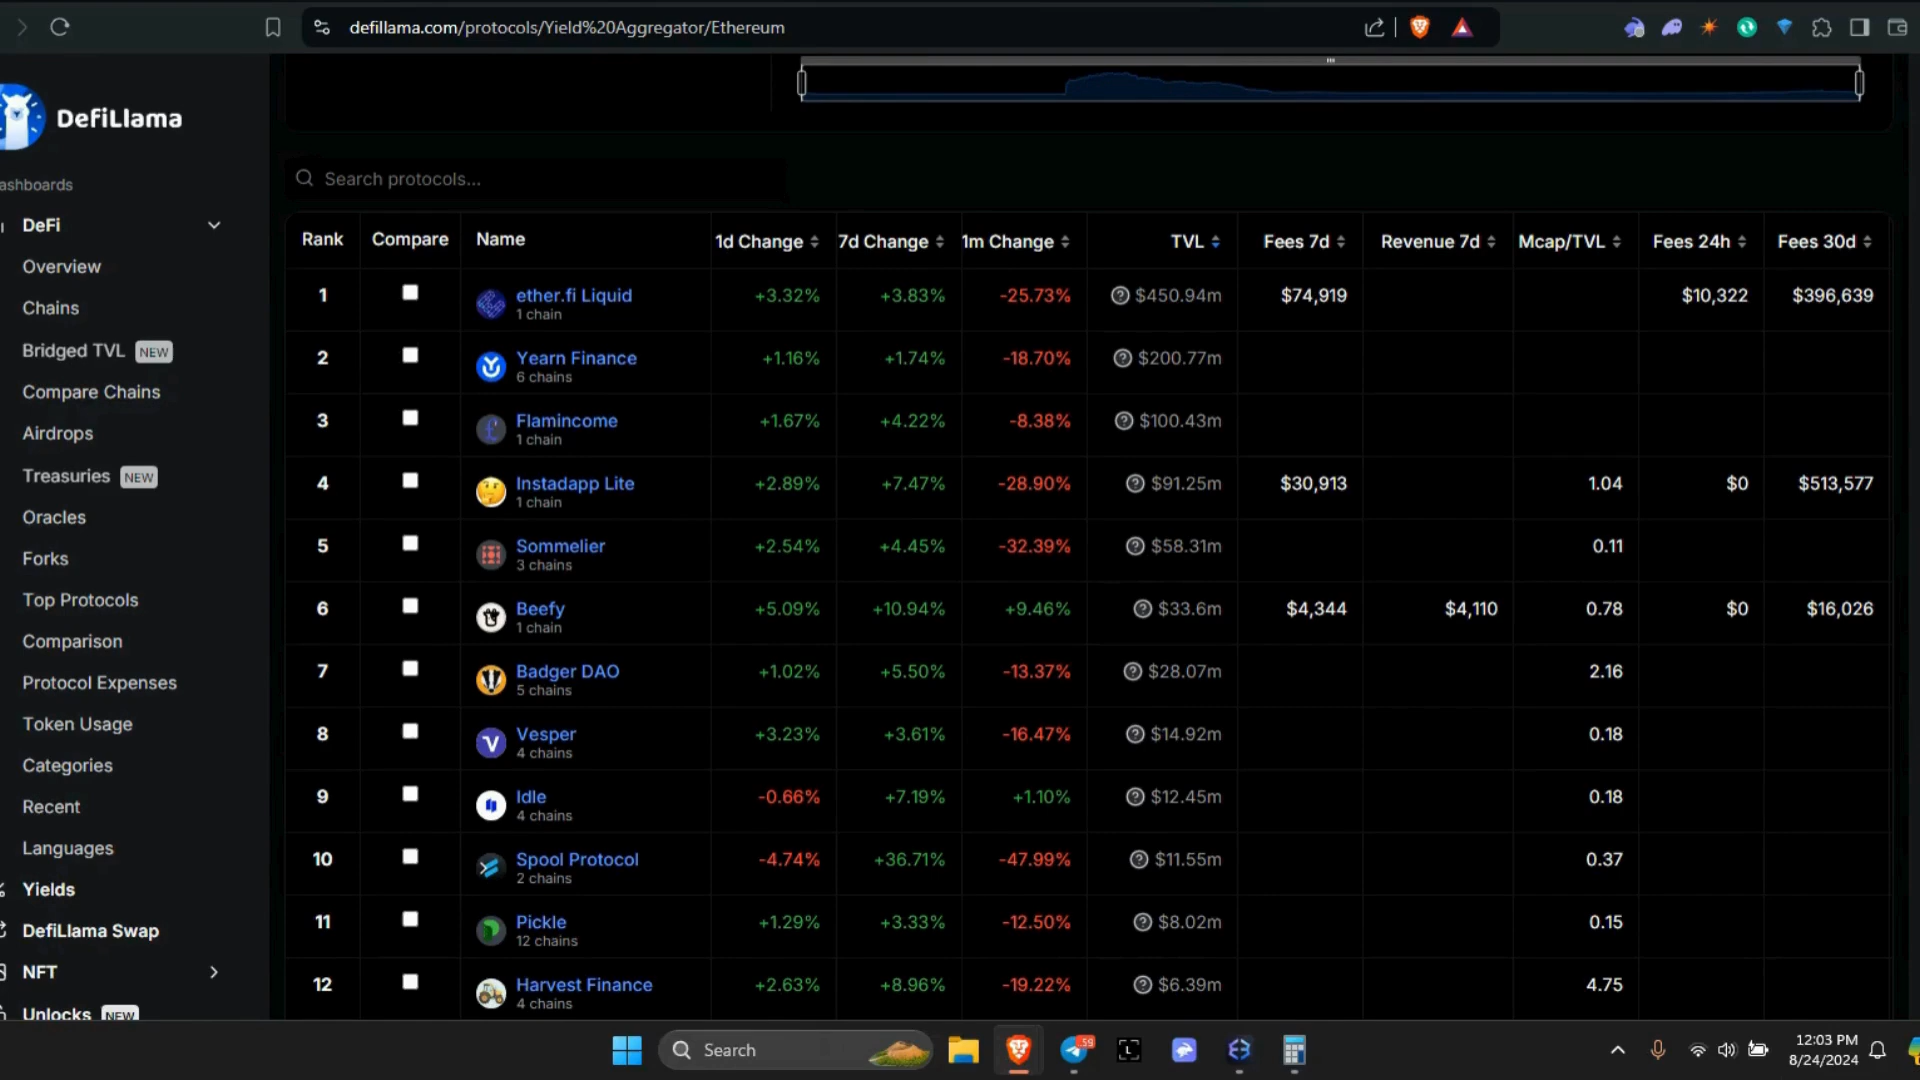 defillama.com/protocols/Yield%20Aggregator/Ethereum
DefiLlama
ashboards
DeFi
Overview
Chains
Bridged TVL NEW
Compare Chains
Airdrops
Treasuries NEW
Oracles
Forks
Top Protocols
Comparison
Protocol Expenses
Token Usage
Categories
Recent
Languages
Yields
DefiLlama Swap
NFT
Unlocks NEW
Search protocols...
Rank Compare Name 1d Change 7d Change 1m Change TVL Fees 7d Revenue 7d Mcap/TVL Fees 24h Fees 30d
1 ether.fi Liquid +3.32% +3.83% -25.73% $450.94m $74,919 $10,322 $396,639
1 chain
2 Yearn Finance +1.16% +1.74% -18.70% $200.77m
6 chains
3 Flamincome +1.67% +4.22% -8.38% $100.43m
1 chain
4 Instadapp Lite +2.89% +7.47% -28.90% $91.25m $30,913 1.04 $0 $513,577
1 chain
5 Sommelier +2.54% +4.45% -32.39% $58.31m 0.11
3 chains
6 Beefy +5.09% +10.94% +9.46% $33.6m $4,344 $4,110 0.78 $0 $16,026
1 chain
7 Badger DAO +1.02% +5.50% -13.37% $28.07m 2.16
5 chains
8 Vesper +3.23% +3.61% -16.47% $14.92m 0.18
4 chains
9 Idle -0.66% +7.19% +1.10% $12.45m 0.18
4 chains
10 Spool Protocol -4.74% +36.71% -47.99% $11.55m 0.37
2 chains
11 Pickle +1.29% +3.33% -12.50% $8.02m 0.15
12 chains
12 Harvest Finance +2.63% +8.96% -19.22% $6.39m 4.75
4 chains
Search
59
12:03 PM
8/24/2024